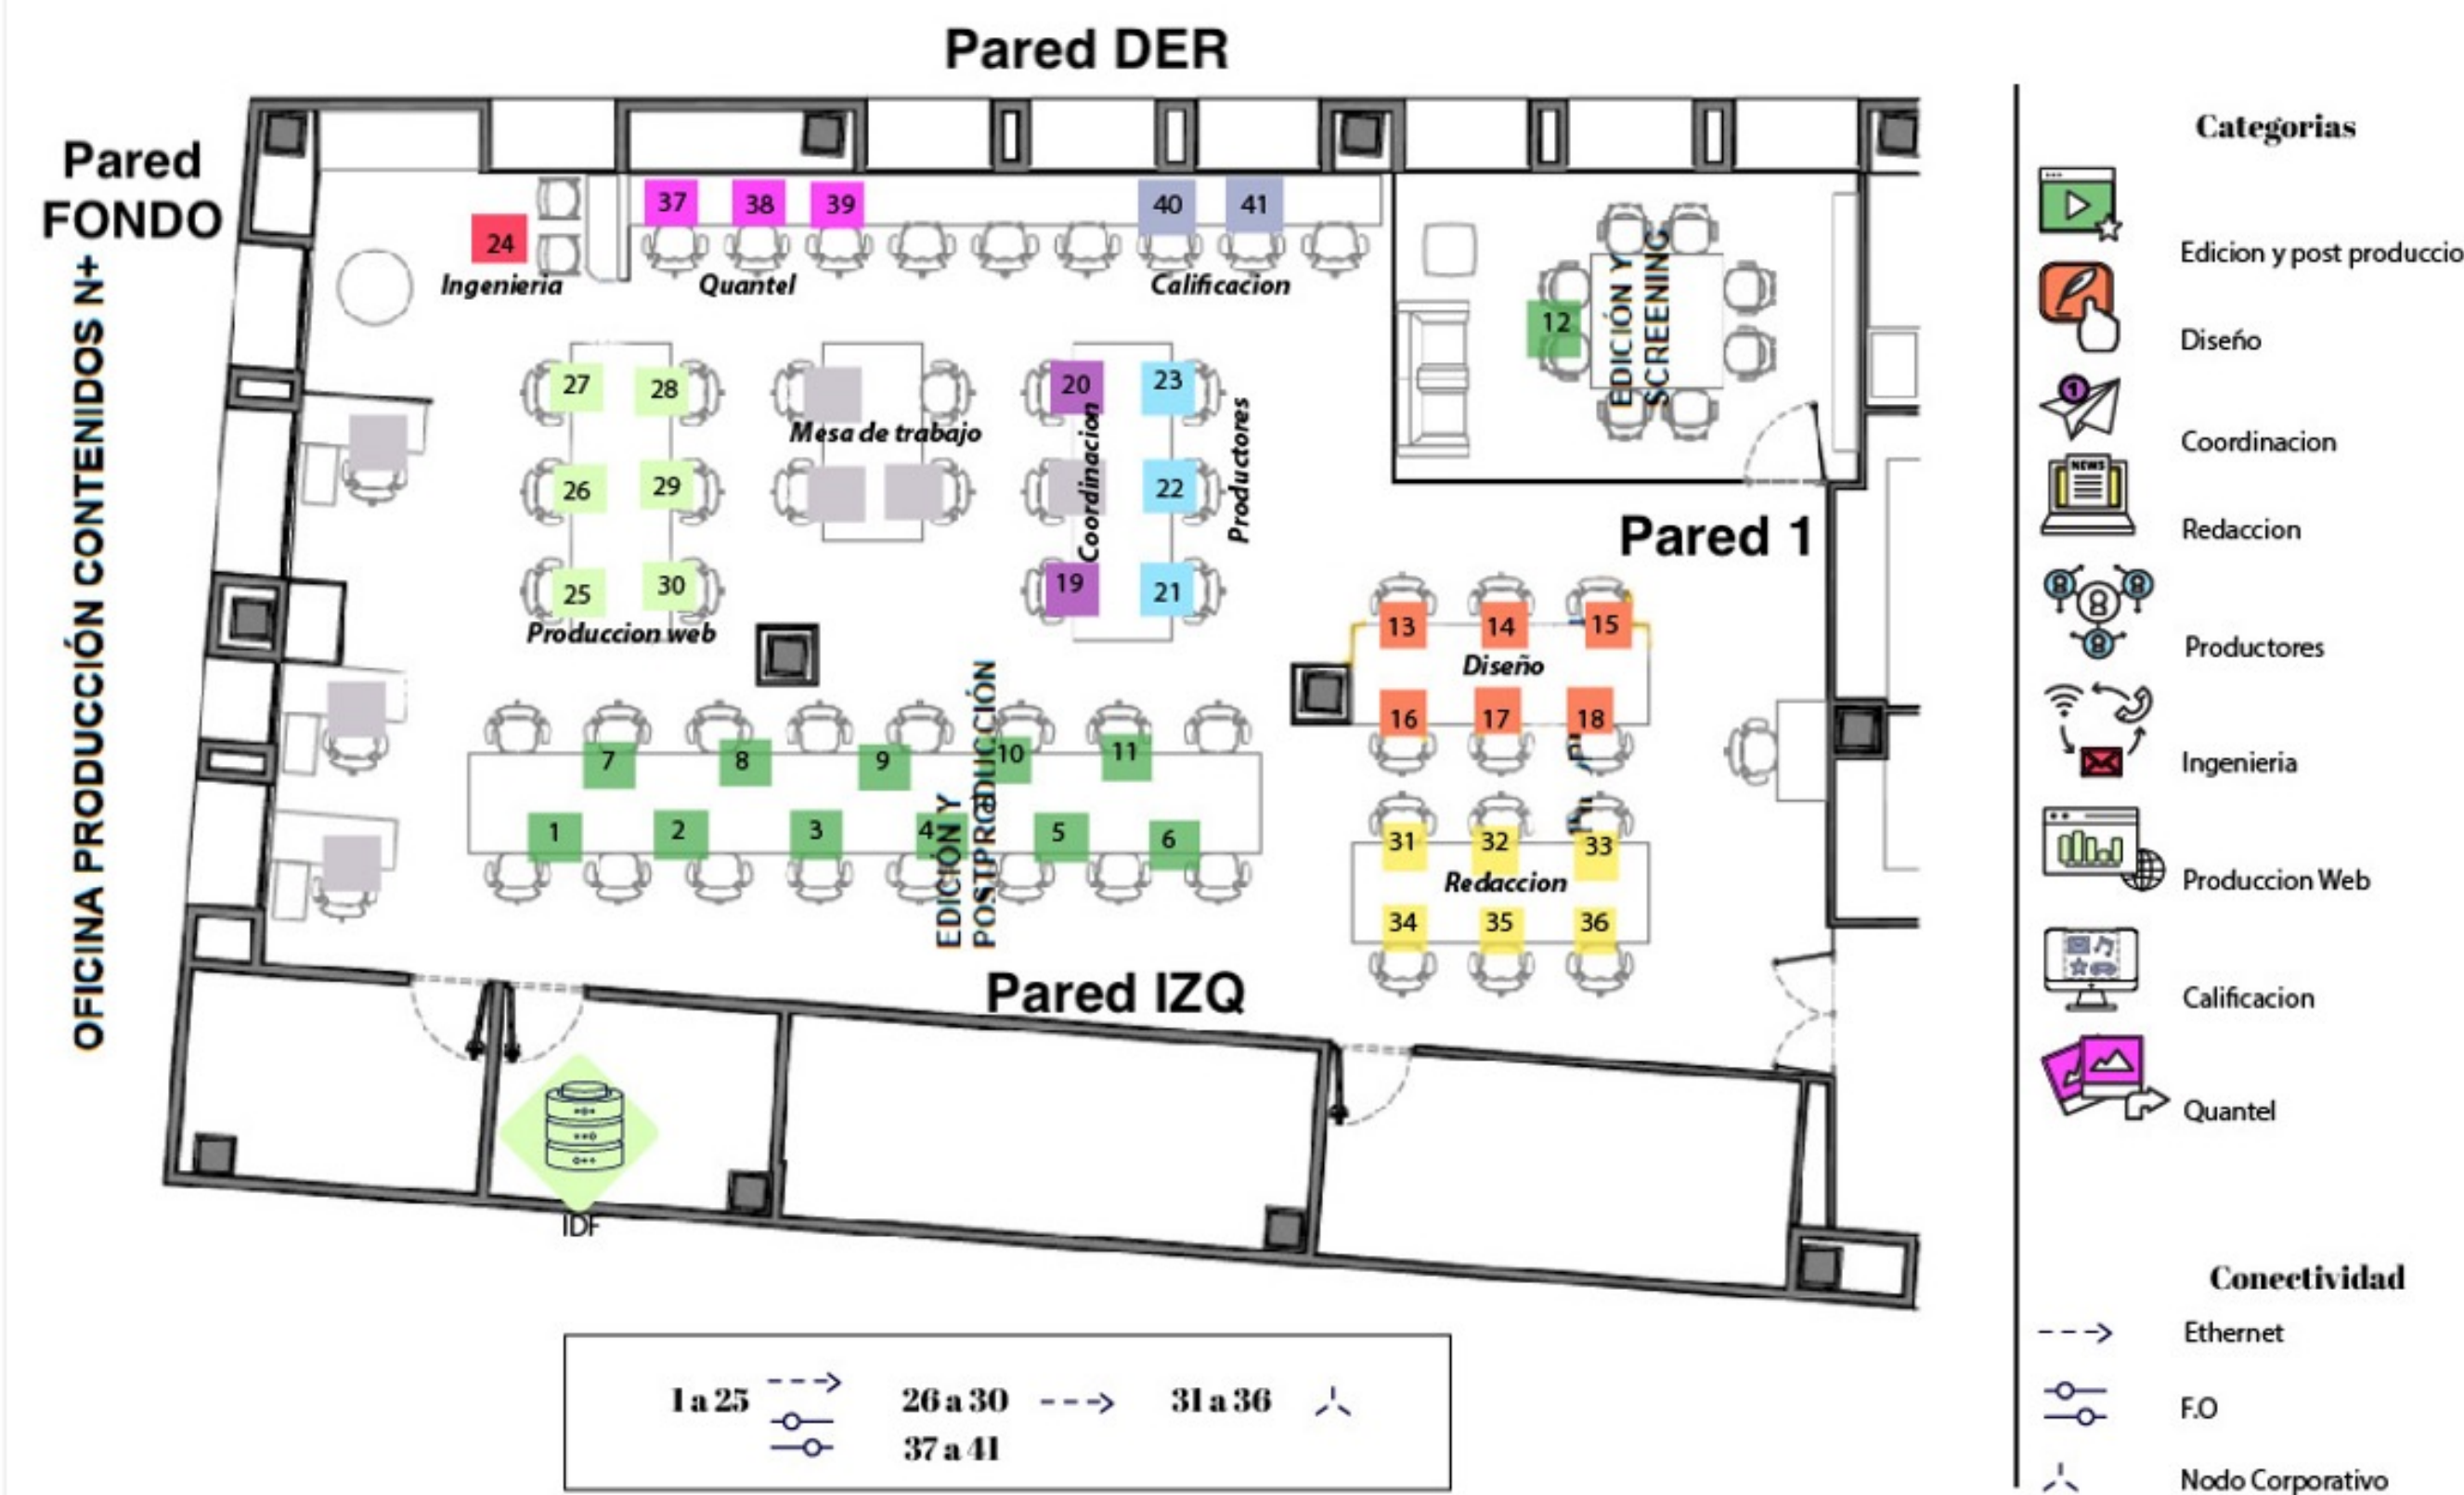 Pared DER
Pared
FONDO
OFICINA PRODUCCIÓN CONTENIDOS N+
24
Ingenieria
37
38
39
Quantel
40
41
Calificacion
12
EDICIÓN Y
SCREENING
27
28
26
29
25
30
Produccion web
Mesa de trabajo
20
19
Coordinacion
23
22
21
Productores
Pared 1
13
14
15
Diseño
16
17
18
7
8
9
10
11
1
2
3
4
5
6
EDICIÓN Y
POSTPRODUCCIÓN
31
32
33
Redaccion
34
35
36
Pared IZQ
IDF
1 a 25
26 a 30
37 a 41
31 a 36
Categorias
Edicion y post produccio
Diseño
1
Coordinacion
NEWS
Redaccion
Productores
Ingenieria
Produccion Web
Calificacion
Quantel
Conectividad
Ethernet
F.O
Nodo Corporativo